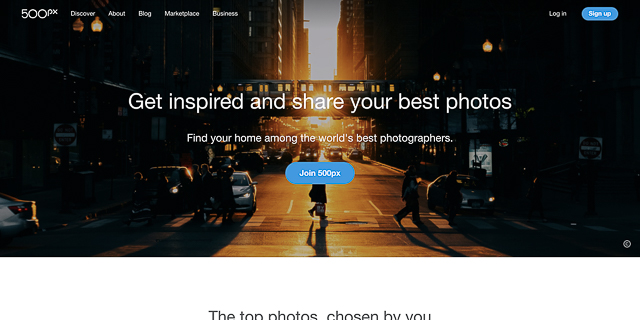 500px Discover About Blog Marketplace Business Log in Sign up
Get inspired and share your best photos
Find your home among the world's best photographers.
Join 500px
The top photos, chosen by you